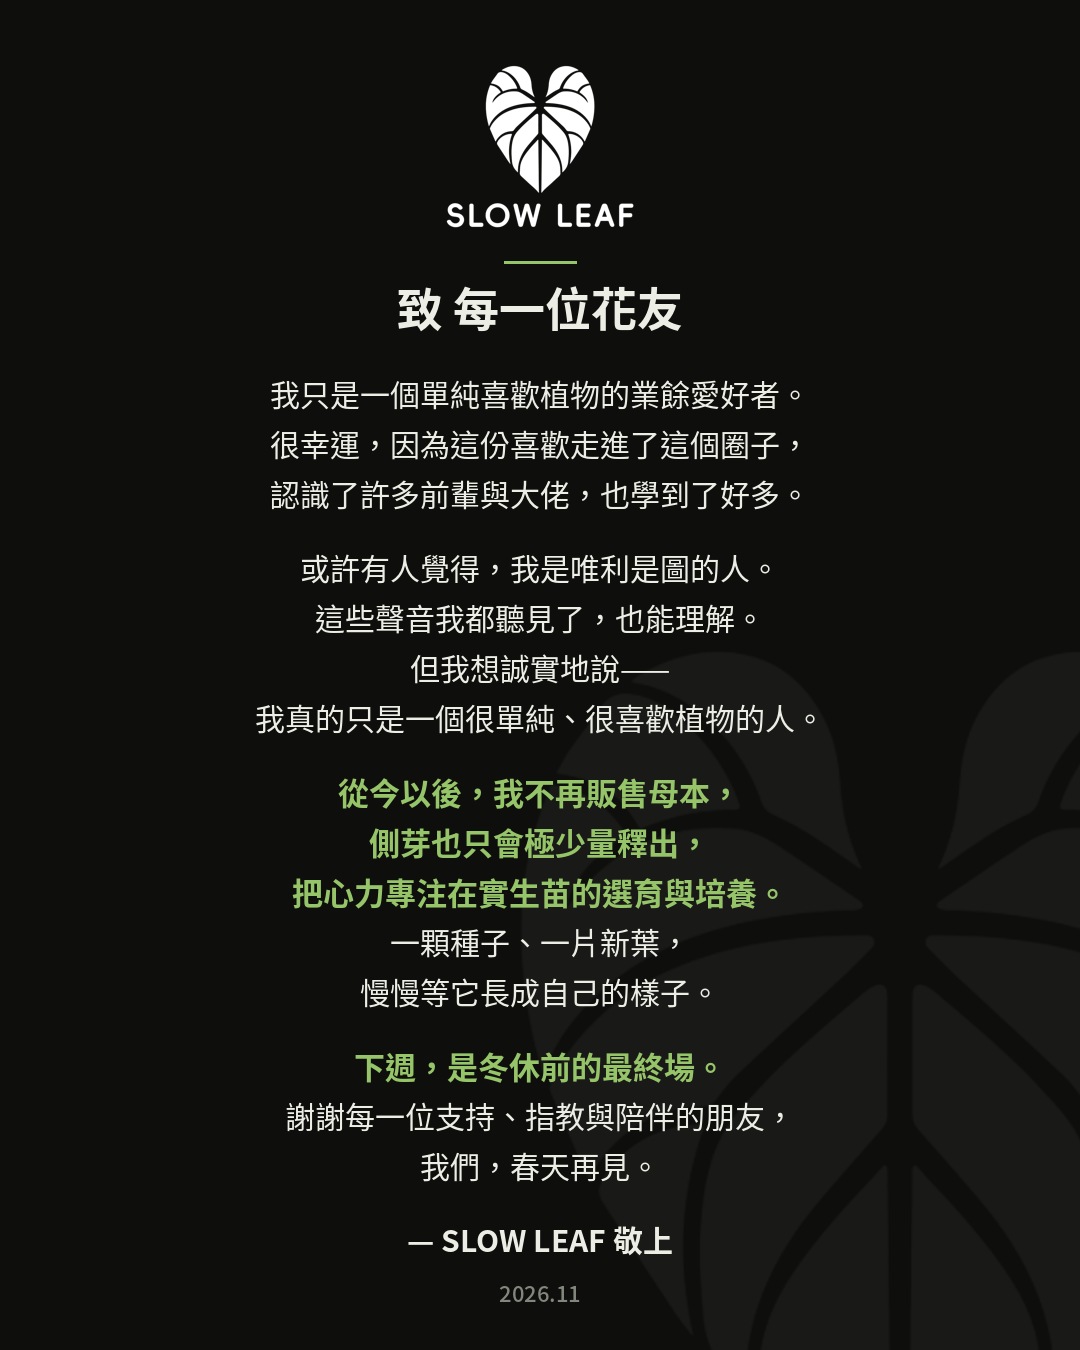 SLOW LEAF
致 每一位花友
我只是一個單純喜歡植物的業餘愛好者。
很幸運，因為這份喜歡走進了這個圈子，
認識了許多前輩與大佬，也學到了好多。
或許有人覺得，我是唯利是圖的人。
這些聲音我都聽見了，也能理解。
但我想誠實地說——
我真的只是一個很單純、很喜歡植物的人。
從今以後，我不再販售母本，
側芽也只會極少量釋出，
把心力專注在實生苗的選育與培養。
一顆種子、一片新葉，
慢慢等它長成自己的樣子。
下週，是冬休前的最終場。
謝謝每一位支持、指教與陪伴的朋友，
我們，春天再見。
— SLOW LEAF 敬上
2026.11